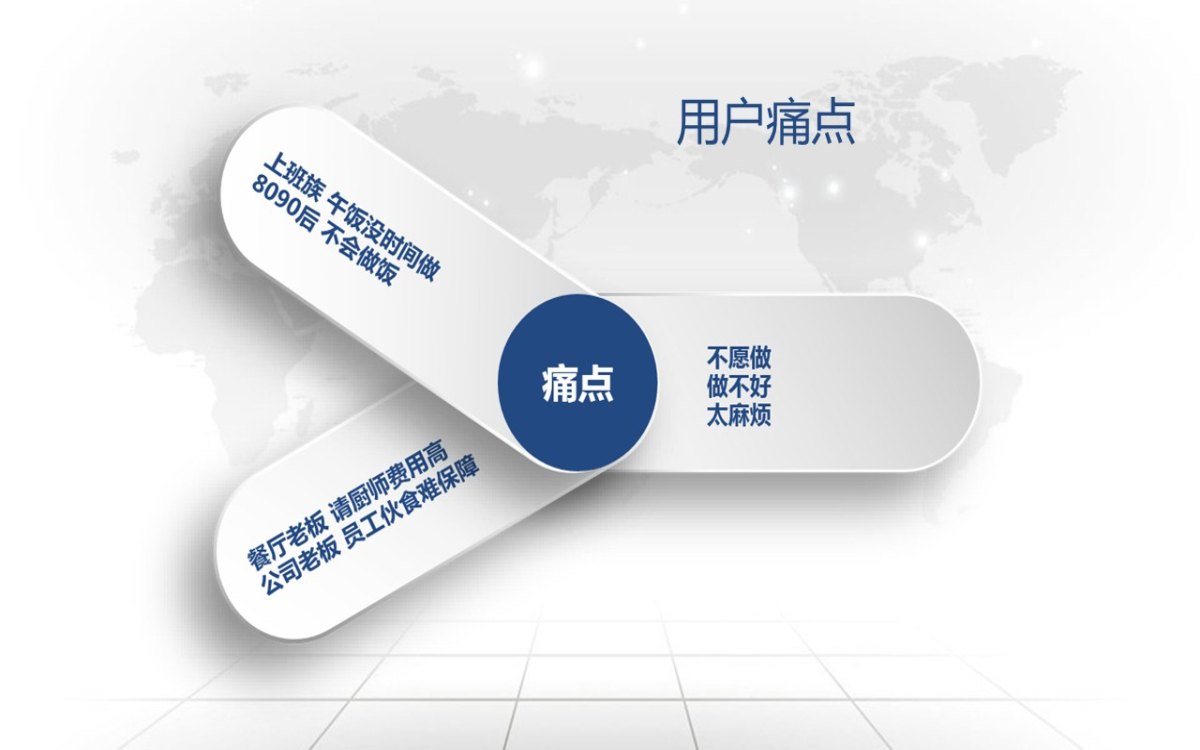 用户痛点
上班族 午饭没时间做
8090后 不会做饭
痛点
不愿做
做不好
太麻烦
餐厅老板 请厨师费用高
公司老板 员工伙食难保障